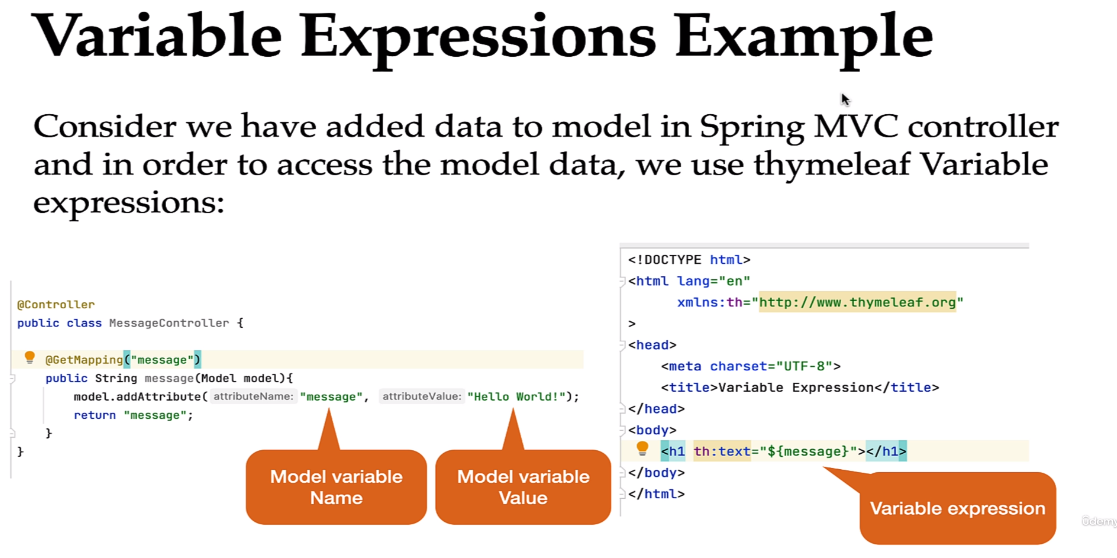 Variable Expressions Example
Consider we have added data to model in Spring MVC controller
and in order to access the model data, we use thymeleaf Variable
expressions:
@Controller
public class MessageController {
@GetMapping("message")
public String message(Model model){
model.addAttribute( attributeName: "message", attributeValue: "Hello World!");
return "message";
}
}
Model variable
Name
Model variable
Value
<!DOCTYPE html>
<html lang="en"
xmlns:th="http://www.thymeleaf.org"
>
<head>
<meta charset="UTF-8">
<title>Variable Expression</title>
</head>
<body>
<h1 th:text="${message}"></h1>
</body>
</html>
Variable expression
ûdemy